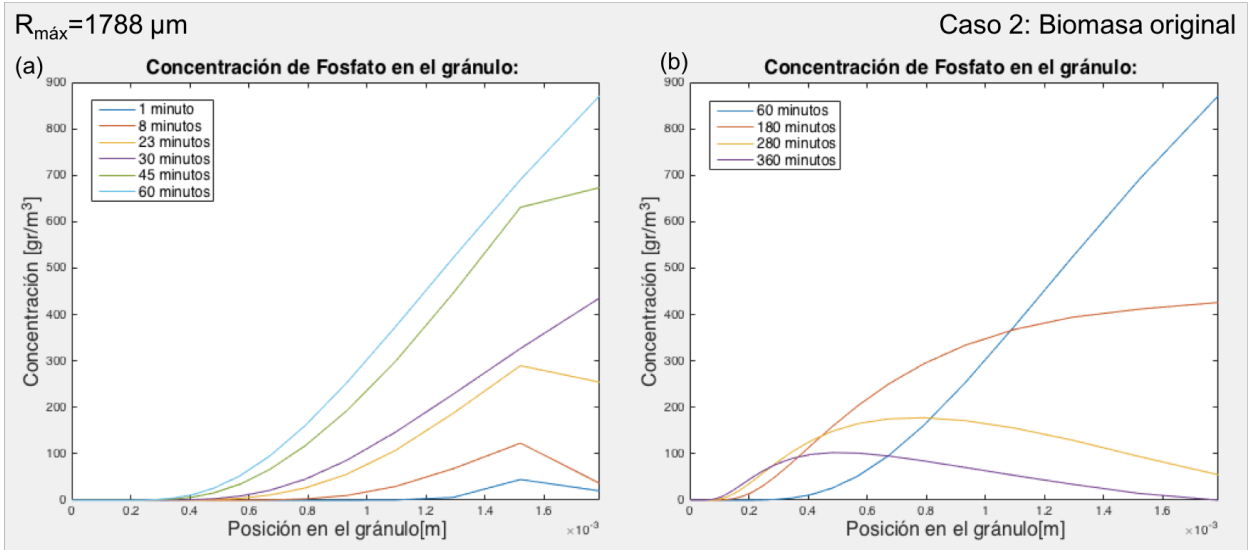 R_máx=1788 µm
Caso 2: Biomasa original
(a)
Concentración de Fosfato en el gránulo:
900
800
700
600
500
400
300
200
100
0
Concentración [gr/m³]
1 minuto
8 minutos
23 minutos
30 minutos
45 minutos
60 minutos
0 0.2 0.4 0.6 0.8 1 1.2 1.4 1.6
×10⁻³
Posición en el gránulo[m]
(b)
Concentración de Fosfato en el gránulo:
900
800
700
600
500
400
300
200
100
0
Concentración [gr/m³]
60 minutos
180 minutos
280 minutos
360 minutos
0 0.2 0.4 0.6 0.8 1 1.2 1.4 1.6
×10⁻³
Posición en el gránulo[m]